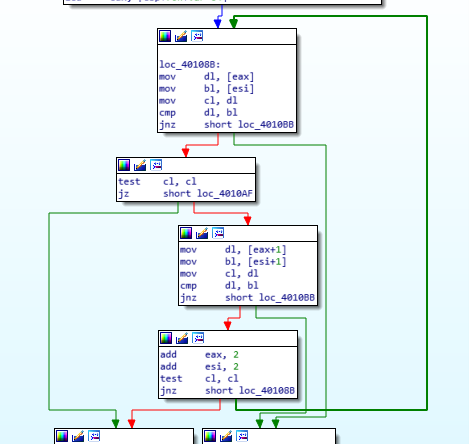 loc_40108B:
mov dl, [eax]
mov bl, [esi]
mov cl, dl
cmp dl, bl
jnz short loc_4010BB
test cl, cl
jz short loc_4010AF
mov dl, [eax+1]
mov bl, [esi+1]
mov cl, dl
cmp dl, bl
jnz short loc_4010BB
add eax, 2
add esi, 2
test cl, cl
jnz short loc_40108B